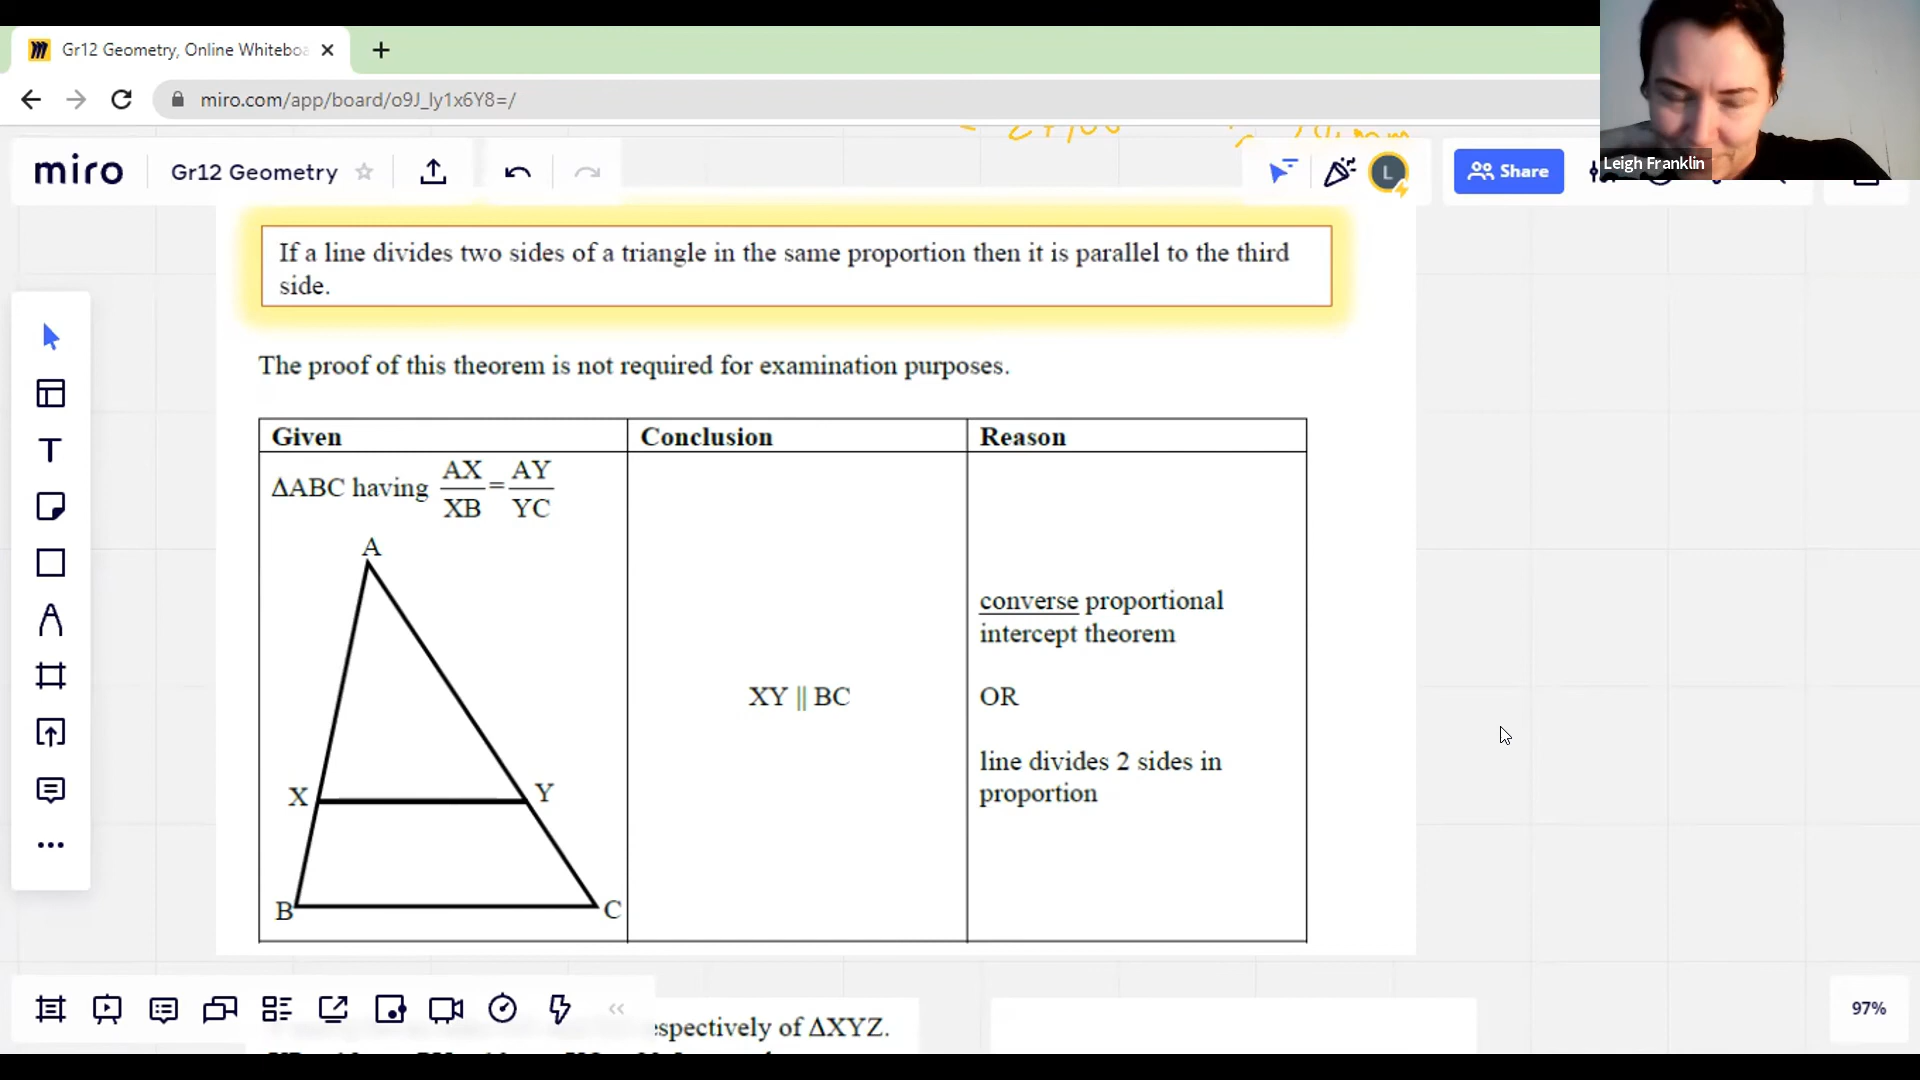 Gr12 Geometry, Online Whiteboa
miro.com/app/board/o9J_ly1x6Y8=/
Leigh Franklin
miro
Gr12 Geometry
L
Share
If a line divides two sides of a triangle in the same proportion then it is parallel to the third
side.
The proof of this theorem is not required for examination purposes.
Given Conclusion Reason
ΔABC having AX/XB = AY/YC
A
X Y
B C
XY || BC
converse proportional
intercept theorem
OR
line divides 2 sides in
proportion
97%
respectively of ΔXYZ.